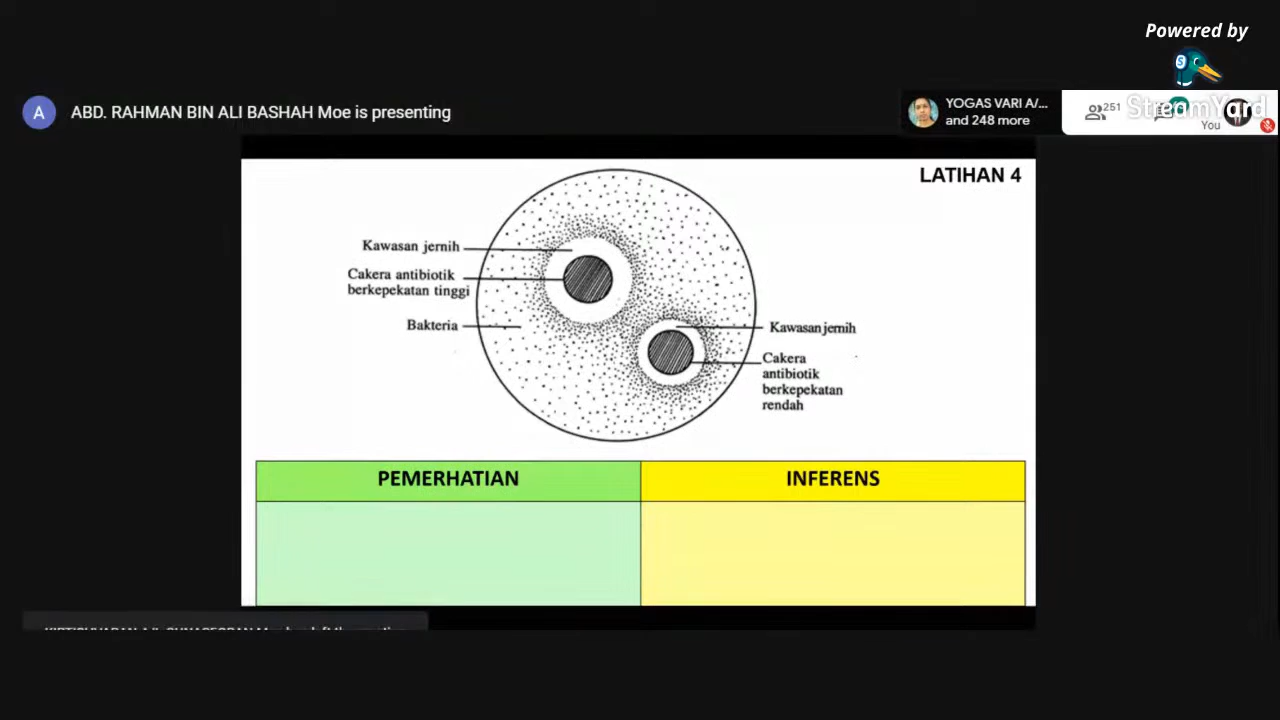 Powered by
StreamYard
A
ABD. RAHMAN BIN ALI BASHAH Moe is presenting
YOGAS VARI A/...
and 248 more
251
You
LATIHAN 4
Kawasan jernih
Cakera antibiotik
berkepekatan tinggi
Bakteria
Kawasan jernih
Cakera
antibiotik
berkepekatan
rendah
PEMERHATIAN
INFERENS